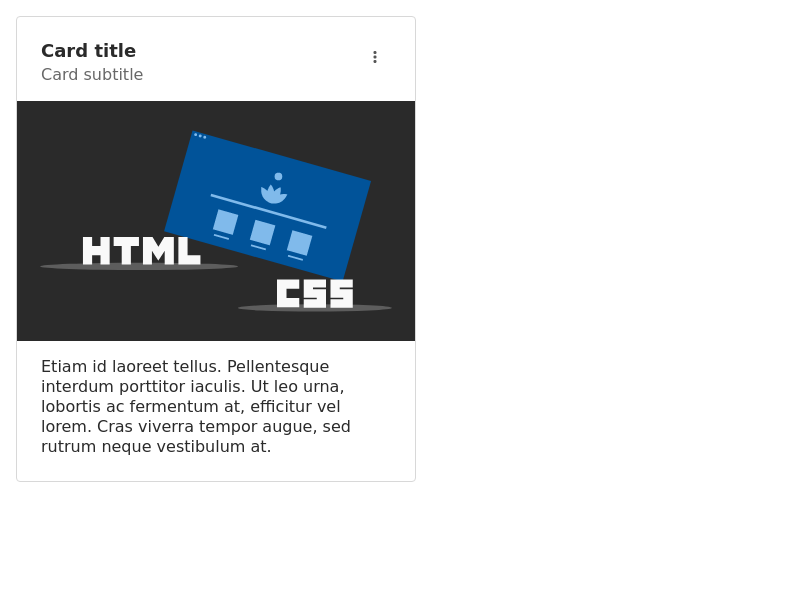 Card title
Card subtitle
HTML
CSS
Etiam id laoreet tellus. Pellentesque
interdum porttitor iaculis. Ut leo urna,
lobortis ac fermentum at, efficitur vel
lorem. Cras viverra tempor augue, sed
rutrum neque vestibulum at.